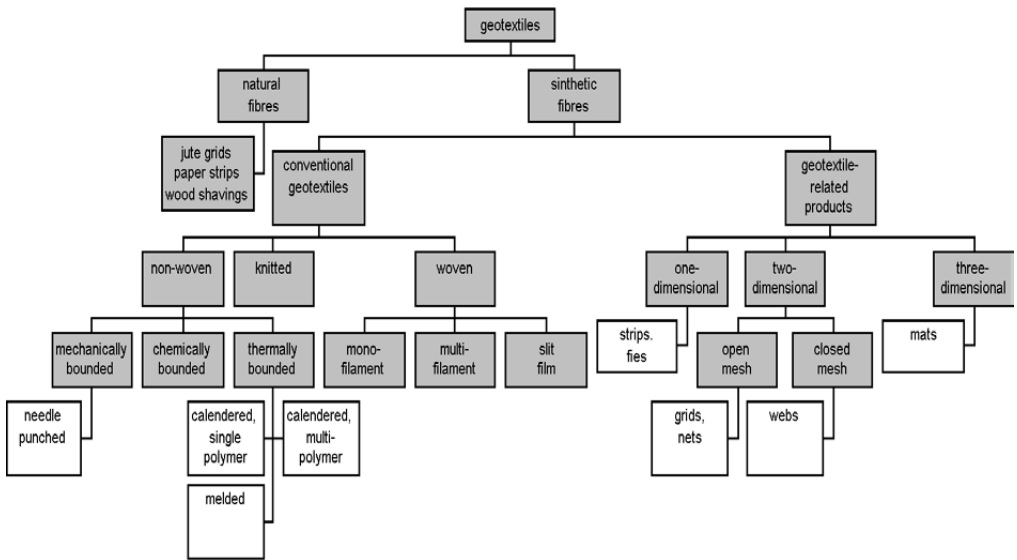 geotextiles
natural
fibres
sinthetic
fibres
jute grids
paper strips
wood shavings
conventional
geotextiles
geotextile-
related
products
non-woven
knitted
woven
one-
dimensional
two-
dimensional
three-
dimensional
mechanically
bounded
chemically
bounded
thermally
bounded
mono-
filament
multi-
filament
slit
film
strips.
fies
open
mesh
closed
mesh
mats
needle
punched
calendered,
single
polymer
calendered,
multi-
polymer
grids,
nets
webs
melded